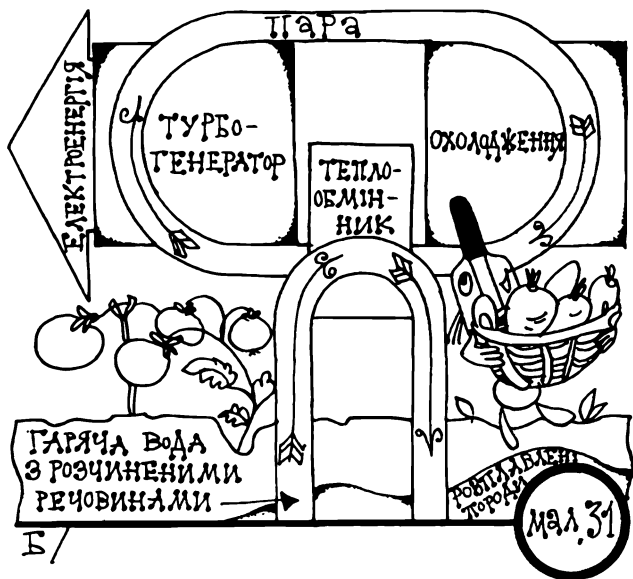 ПАРА
ЕЛЕКТРОЕНЕРГІЯ
ТУРБО-
ГЕНЕРАТОР
ТЕПЛО-
ОБМІН-
НИК
ОХОЛОДЖЕННЯ
ГАРЯЧА ВОДА
З РОЗЧИНЕНИМИ
РЕЧОВИНАМИ
РОЗПЛАВЛЕНІ
ПОРОДИ
Б
МАЛ. 31